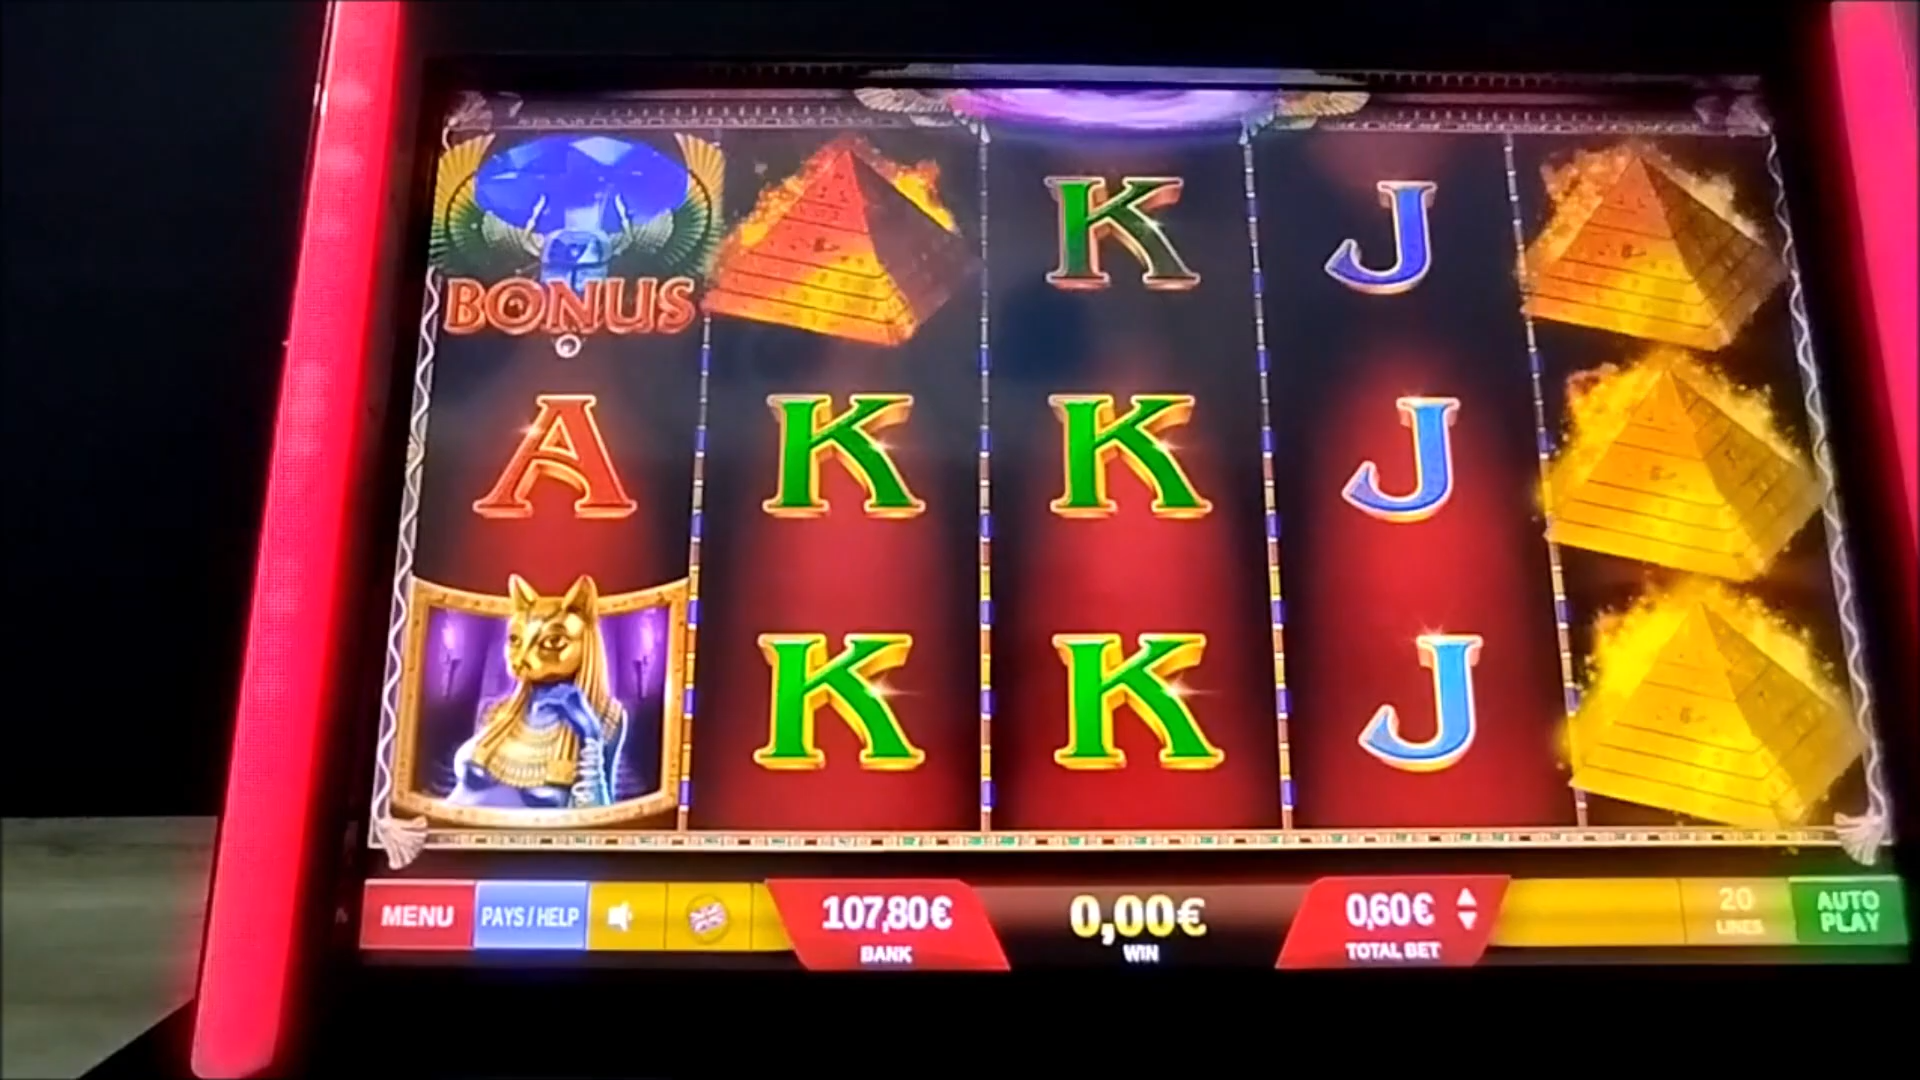 K J
BONUS
A K K J
K K J
MENU PAYS/HELP 107,80€ 0,00€ 0,60€ 20 AUTO
BANK WIN TOTAL BET LINES PLAY